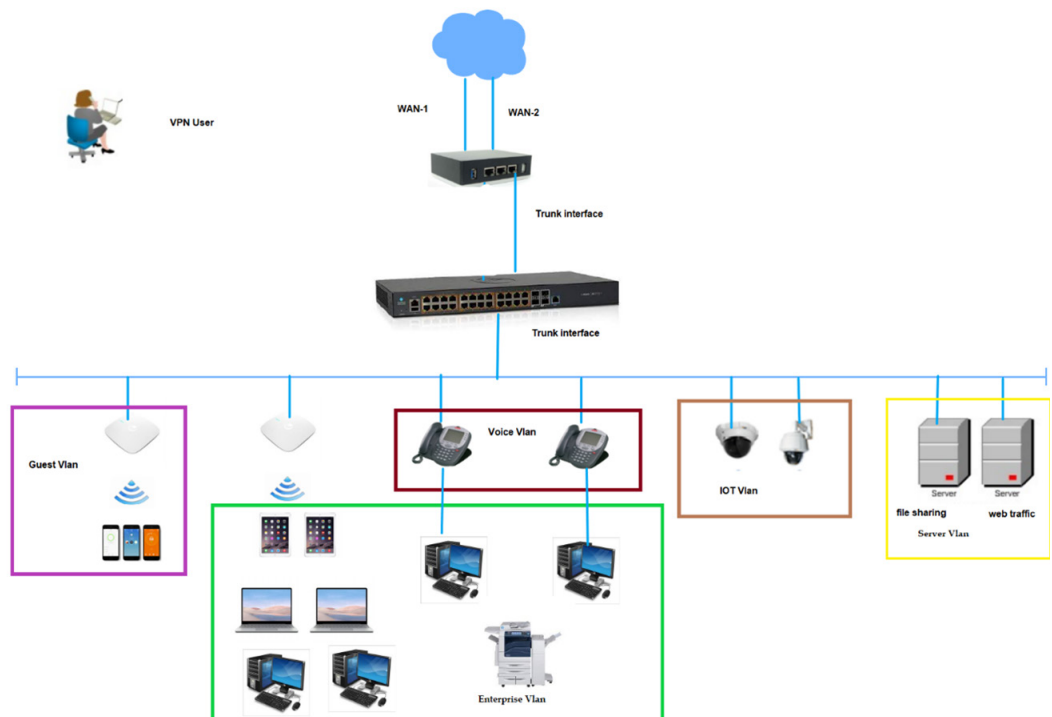 WAN-1
WAN-2
VPN User
Trunk interface
Trunk interface
Voice Vlan
Guest Vlan
IOT Vlan
Server
Server
file sharing
web traffic
Server Vlan
Enterprise Vlan